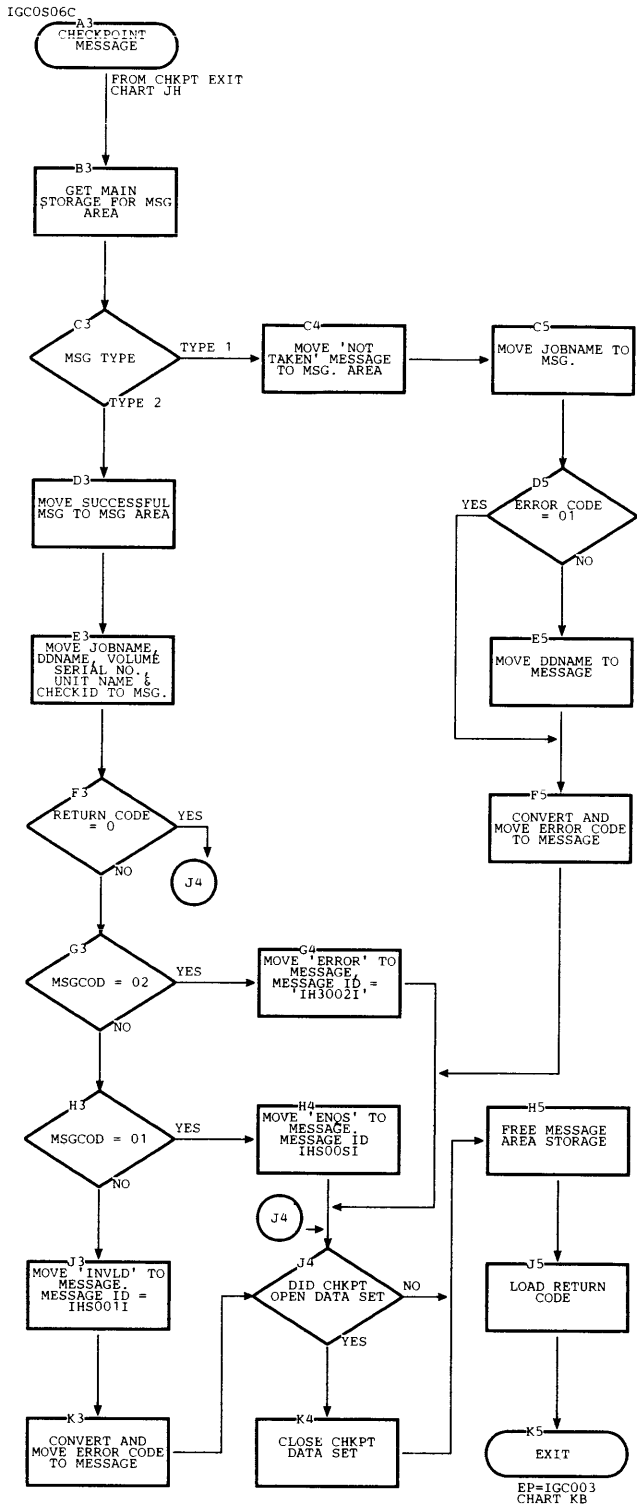 IGC0S06C
A3
CHECKPOINT
MESSAGE
FROM CHKPT EXIT
CHART JH
B3
GET MAIN
STORAGE FOR MSG
AREA
C3
MSG TYPE
TYPE 1
TYPE 2
C4
MOVE 'NOT
TAKEN' MESSAGE
TO MSG. AREA
C5
MOVE JOBNAME TO
MSG.
D3
MOVE SUCCESSFUL
MSG TO MSG AREA
D5
YES
ERROR CODE
= 01
NO
E3
MOVE JOBNAME,
DDNAME, VOLUME
SERIAL NO.,
UNIT NAME &
CHECKID TO MSG.
E5
MOVE DDNAME TO
MESSAGE
F3
RETURN CODE
= 0
YES
NO
J4
F5
CONVERT AND
MOVE ERROR CODE
TO MESSAGE
G3
MSGCOD = 02
YES
NO
G4
MOVE 'ERROR' TO
MESSAGE,
MESSAGE ID =
'IH3002I'
H3
MSGCOD = 01
YES
NO
H4
MOVE 'ENQS' TO
MESSAGE.
MESSAGE ID
IHS00SI
H5
FREE MESSAGE
AREA STORAGE
J4
J3
MOVE 'INVLD' TO
MESSAGE.
MESSAGE ID =
IHS001I
J4
DID CHKPT
OPEN DATA SET
NO
YES
J5
LOAD RETURN
CODE
K3
CONVERT AND
MOVE ERROR CODE
TO MESSAGE
K4
CLOSE CHKPT
DATA SET
K5
EXIT
EP=IGC003
CHART KB